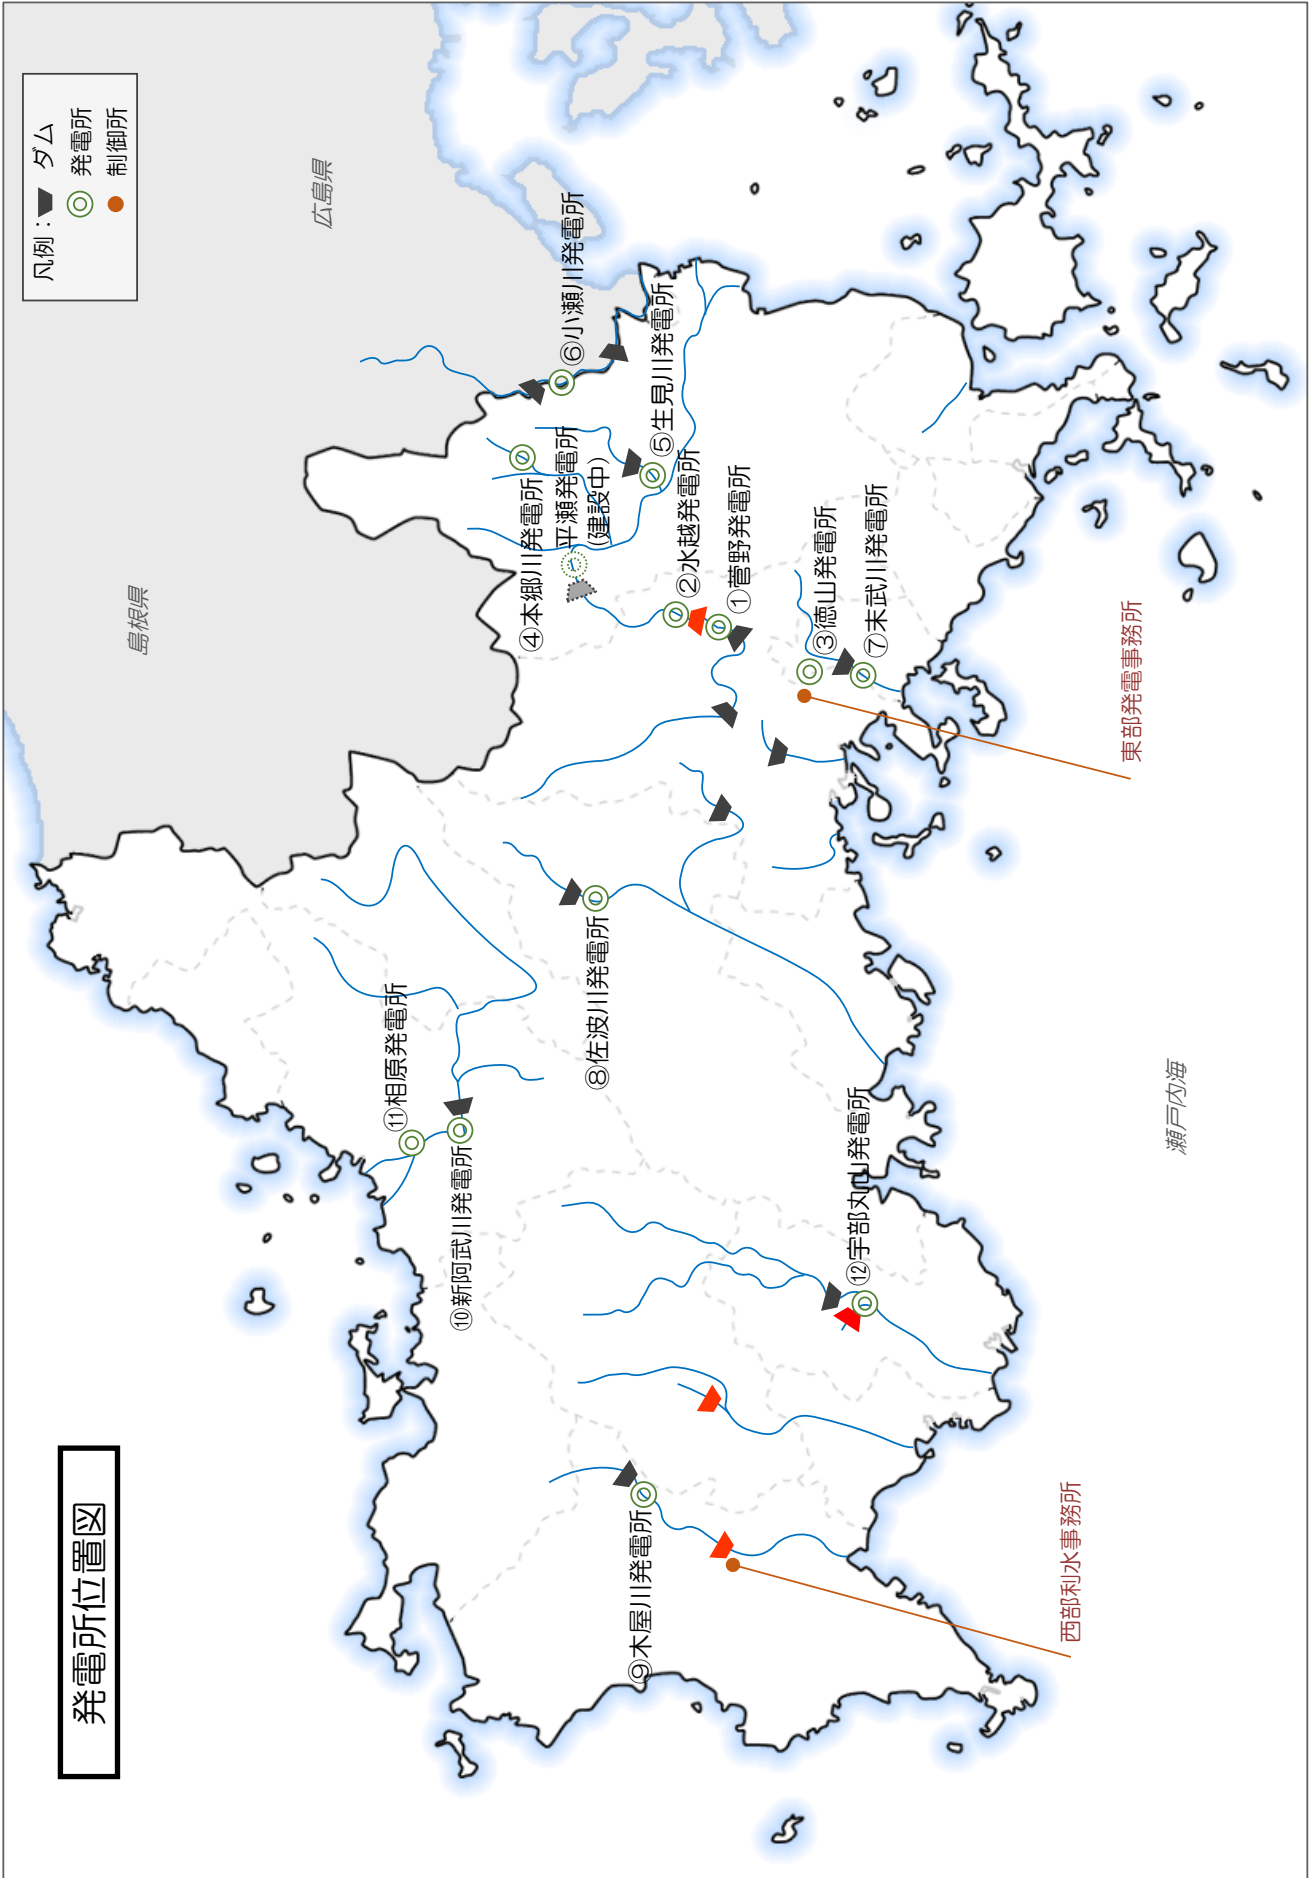 発電所位置図
凡例：ダム
発電所
制御所
島根県
広島県
瀬戸内海
①菅野発電所
②水越発電所
③徳山発電所
④本郷川発電所
平瀬発電所
(建設中)
⑤生見川発電所
⑥小瀬川発電所
⑦末武川発電所
⑧佐波川発電所
⑨木屋川発電所
⑩新阿武川発電所
⑪相原発電所
⑫宇部丸山発電所
東部発電事務所
西部利水事務所